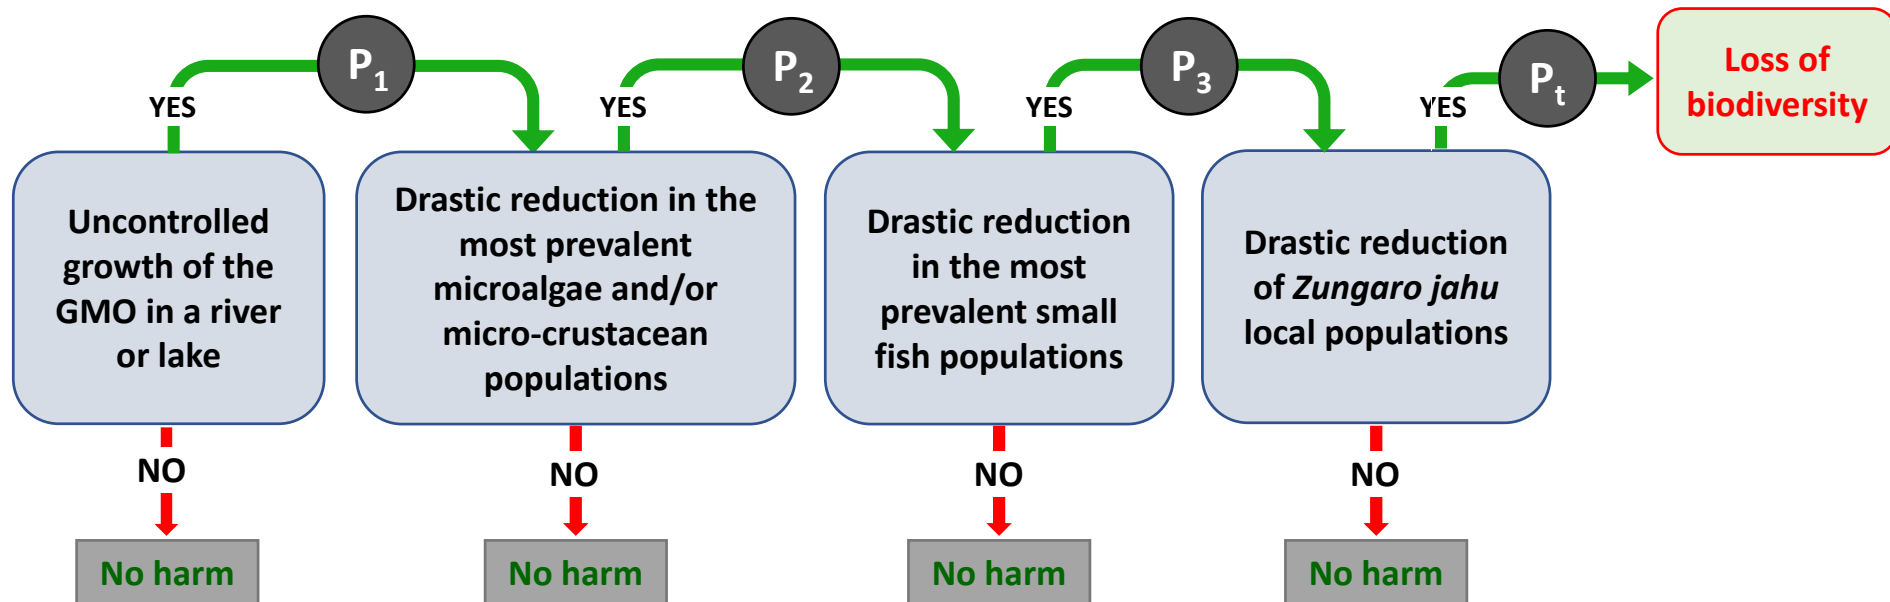 P1
P2
P3
Pt
Loss of
biodiversity
YES
YES
YES
YES
Uncontrolled
growth of the
GMO in a river
or lake
Drastic reduction in the
most prevalent
microalgae and/or
micro-crustacean
populations
Drastic reduction
in the most
prevalent small
fish populations
Drastic reduction
of Zungaro jahu
local populations
NO
NO
NO
NO
No harm
No harm
No harm
No harm